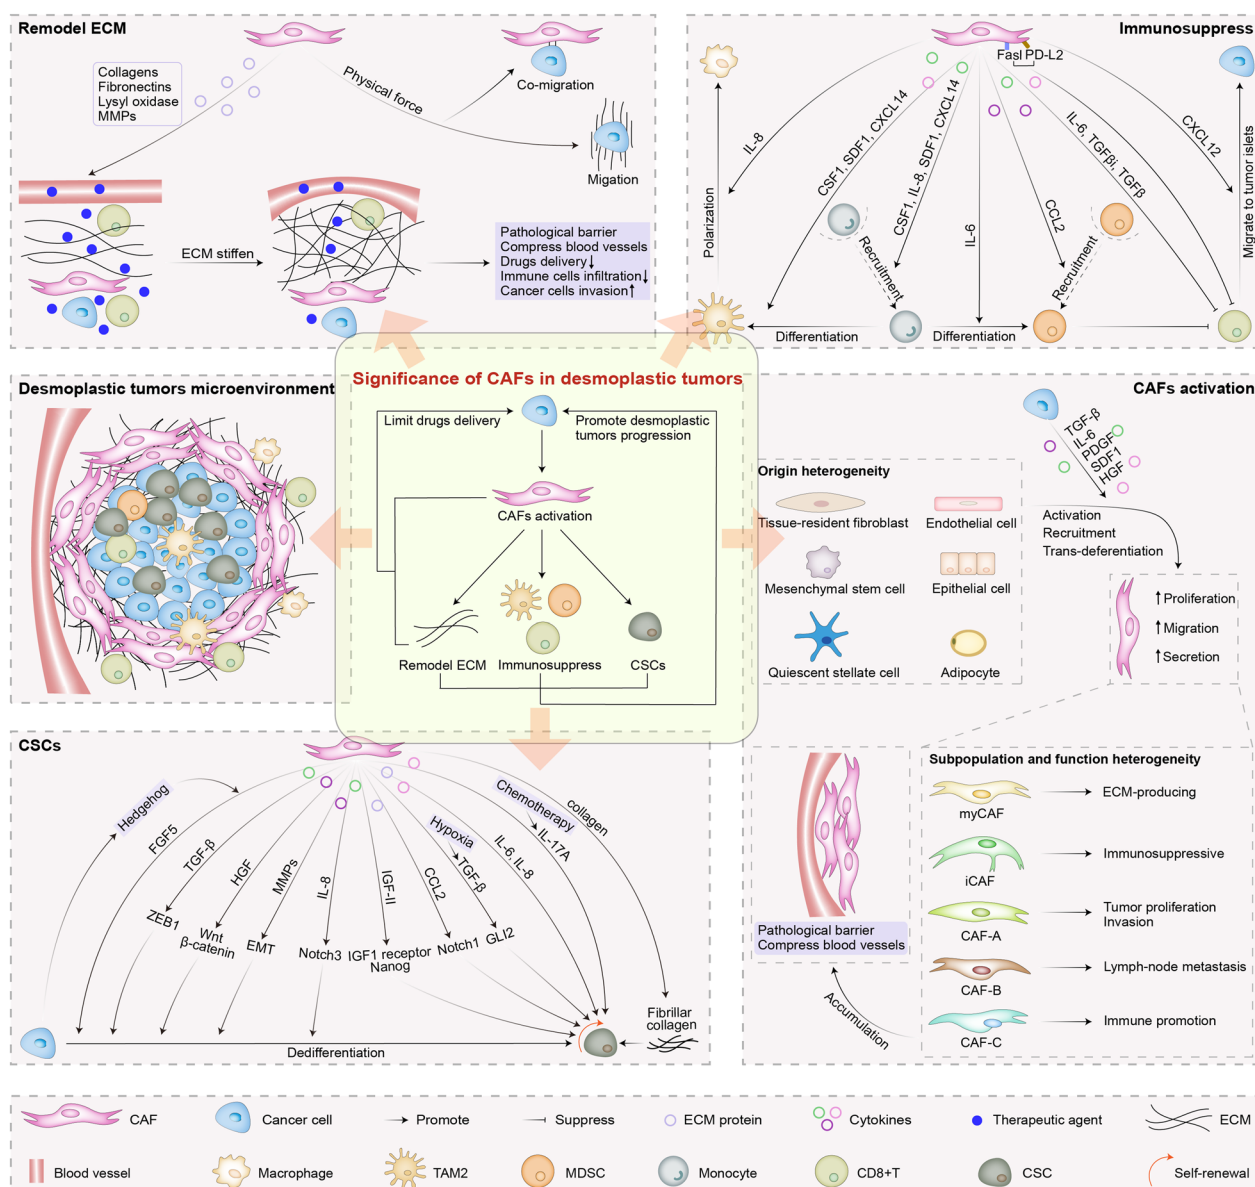 Remodel ECM
Collagens
Fibronectins
Lysyl oxidase
MMPs
Physical force
Co-migration
Migation
ECM stiffen
Pathological barrier
Compress blood vessels
Drugs delivery↓
Immune cells infiltration↓
Cancer cells invasion↑
Immunosuppress
Fasl PD-L2
IL-8
CSF1, SDF1, CXCL14
CSF1, IL-8, SDF1, CXCL14
IL-6
CCL2
IL-6, TGFβi, TGFβ
CXCL12
Polarization
Recruitment
Recruitment
Migrate to tumor islets
Differentiation
Differentiation
Desmoplastic tumors microenvironment
Significance of CAFs in desmoplastic tumors
Limit drugs delivery
Promote desmoplastic
tumors progression
CAFs activation
Remodel ECM
Immunosuppress
CSCs
CAFs activation
TGF-β
IL-6
PDGF
SDF1
HGF
Activation
Recruitment
Trans-deferentiation
Origin heterogeneity
Tissue-resident fibroblast
Endothelial cell
Mesenchymal stem cell
Epithelial cell
Quiescent stellate cell
Adipocyte
↑Proliferation
↑Migration
↑Secretion
Subpopulation and function heterogeneity
myCAF
ECM-producing
iCAF
Immunosuppressive
CAF-A
Tumor proliferation
Invasion
CAF-B
Lymph-node metastasis
CAF-C
Immune promotion
Pathological barrier
Compress blood vessels
Accumulation
CSCs
Hedgehog
FGF5
TGF-β
HGF
MMPs
IL-8
IGF-II
CCL2
Hypoxia
TGF-β
IL-6, IL-8
Chemotherapy
IL-17A
collagen
ZEB1
Wnt
β-catenin
EMT
Notch3
IGF1 receptor
Nanog
Notch1
GLI2
Fibrillar
collagen
Dedifferentiation
CAF
Cancer cell
Promote
Suppress
ECM protein
Cytokines
Therapeutic agent
ECM
Blood vessel
Macrophage
TAM2
MDSC
Monocyte
CD8+T
CSC
Self-renewal